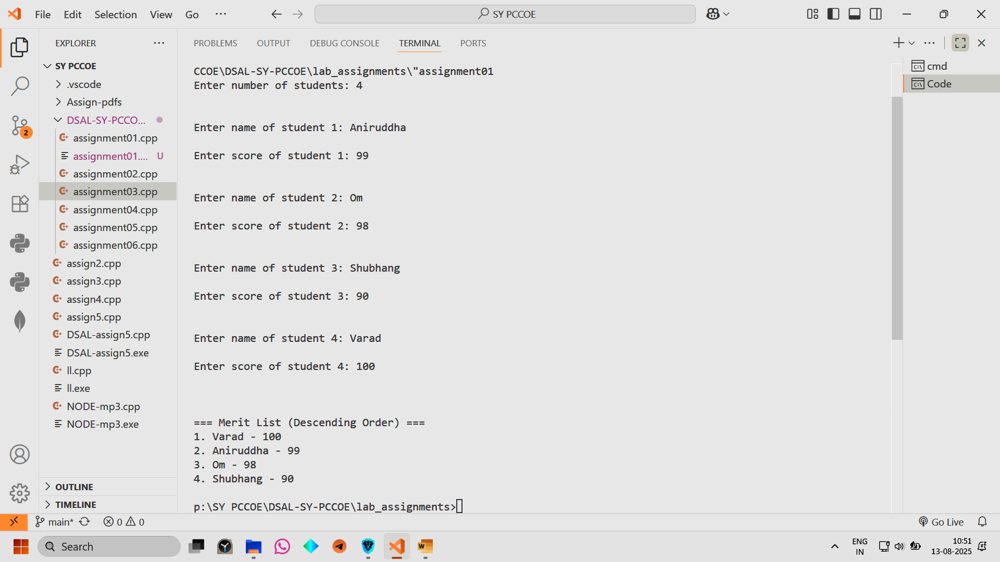 File Edit Selection View Go ···
SY PCCOE
EXPLORER ···
SY PCCOE
.vscode
Assign-pdfs
DSAL-SY-PCCO...
assignment01.cpp
assignment01.... U
assignment02.cpp
assignment03.cpp
assignment04.cpp
assignment05.cpp
assignment06.cpp
assign2.cpp
assign3.cpp
assign4.cpp
assign5.cpp
DSAL-assign5.cpp
DSAL-assign5.exe
ll.cpp
ll.exe
NODE-mp3.cpp
NODE-mp3.exe
OUTLINE
TIMELINE
2
PROBLEMS OUTPUT DEBUG CONSOLE TERMINAL PORTS
CCOE\DSAL-SY-PCCOE\lab_assignments\"assignment01
Enter number of students: 4
Enter name of student 1: Aniruddha
Enter score of student 1: 99
Enter name of student 2: Om
Enter score of student 2: 98
Enter name of student 3: Shubhang
Enter score of student 3: 90
Enter name of student 4: Varad
Enter score of student 4: 100
=== Merit List (Descending Order) ===
1. Varad - 100
2. Aniruddha - 99
3. Om - 98
4. Shubhang - 90
p:\SY PCCOE\DSAL-SY-PCCOE\lab_assignments>
cmd
Code
main* 0 0
Go Live
Search
W
ENG
IN
10:51
13-08-2025